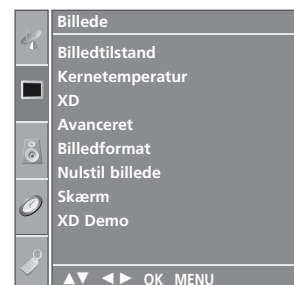 Billede
Billedtilstand
Kernetemperatur
XD
Avanceret
Billedformat
Nulstil billede
Skærm
XD Demo
▲▼ ◄► OK MENU